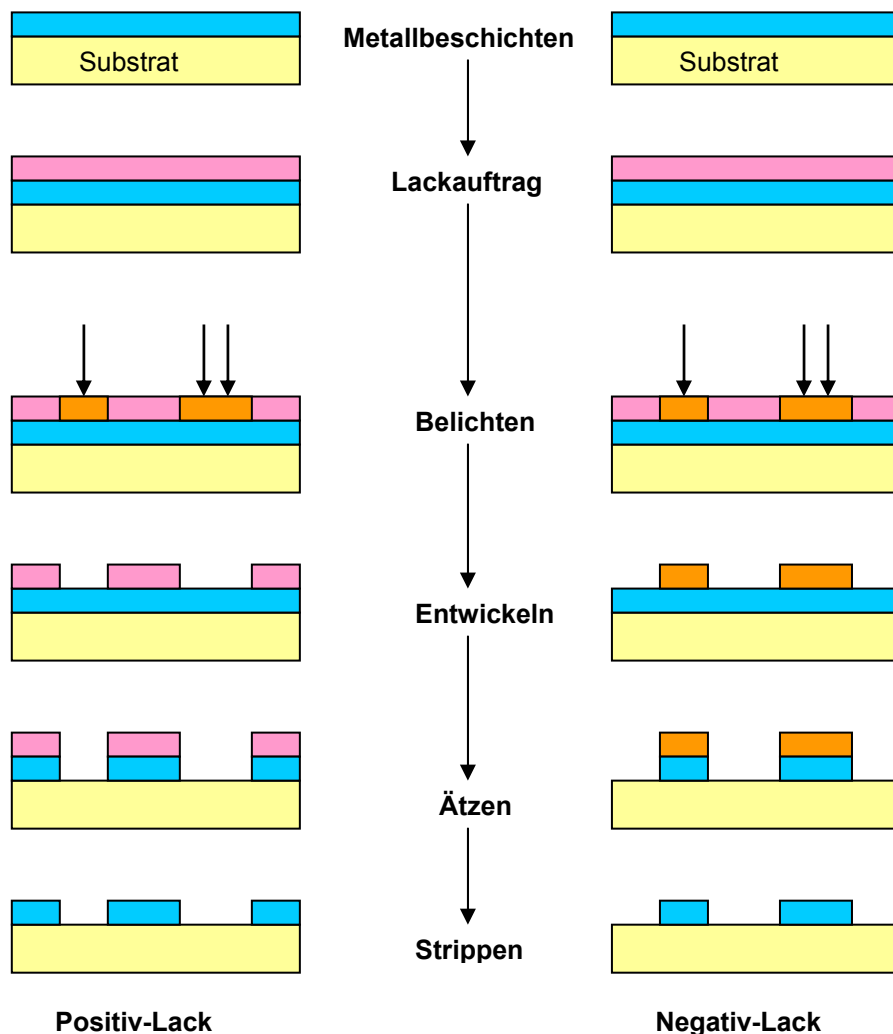 Metallbeschichten
Substrat
Substrat
Lackauftrag
Belichten
Entwickeln
Ätzen
Strippen
Positiv-Lack
Negativ-Lack